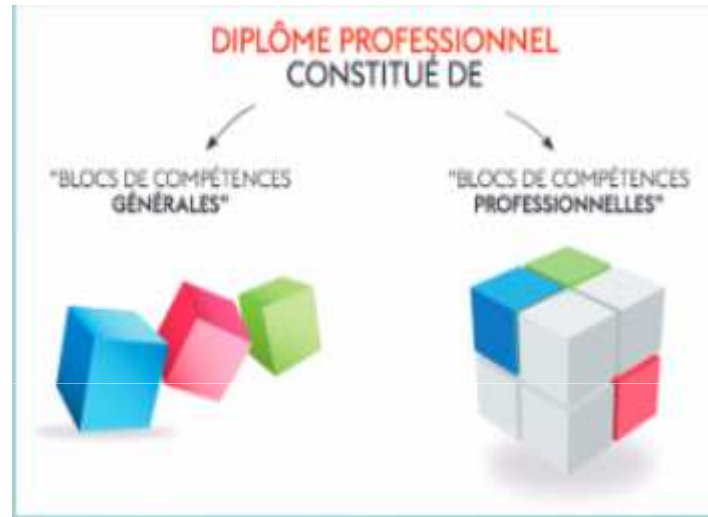 DIPLÔME PROFESSIONNEL
CONSTITUÉ DE
"BLOCS DE COMPÉTENCES
GÉNÉRALES"
"BLOCS DE COMPÉTENCES
PROFESSIONNELLES"